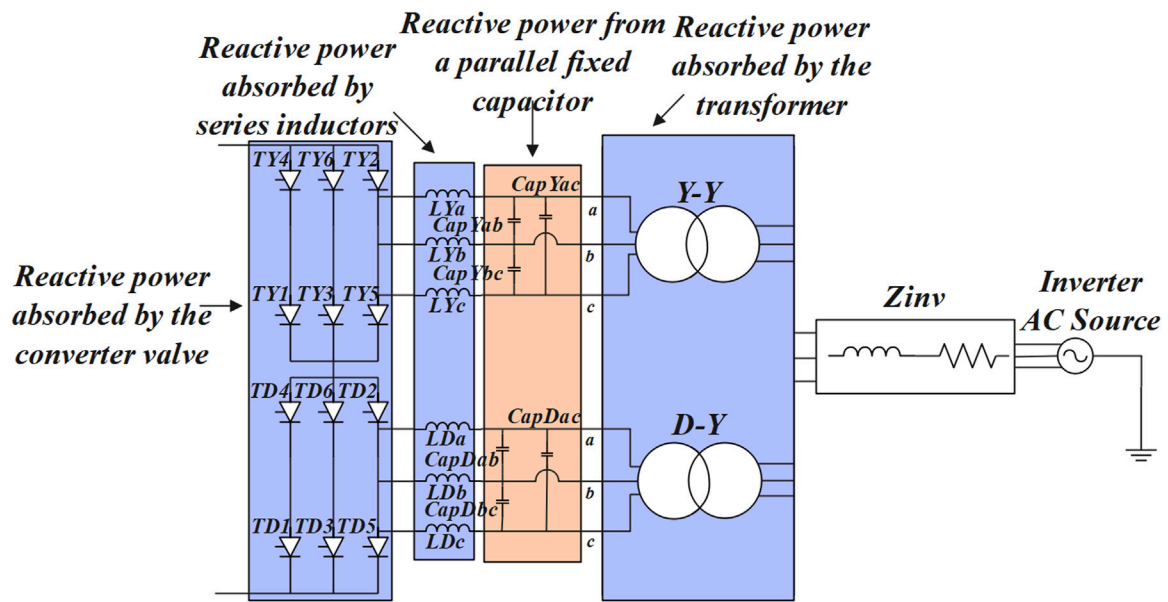 Reactive power
absorbed by
series inductors
Reactive power from
a parallel fixed
capacitor
Reactive power
absorbed by the
transformer
Reactive power
absorbed by the
converter valve
TY4 TY6 TY2
TY1 TY3 TY5
TD4 TD6 TD2
TD1 TD3 TD5
LYa
LYb
LYc
CapYac
CapYab
CapYbc
a
b
c
Y-Y
LDa
LDb
LDc
CapDac
CapDab
CapDbc
a
b
c
D-Y
Zinv
Inverter
AC Source